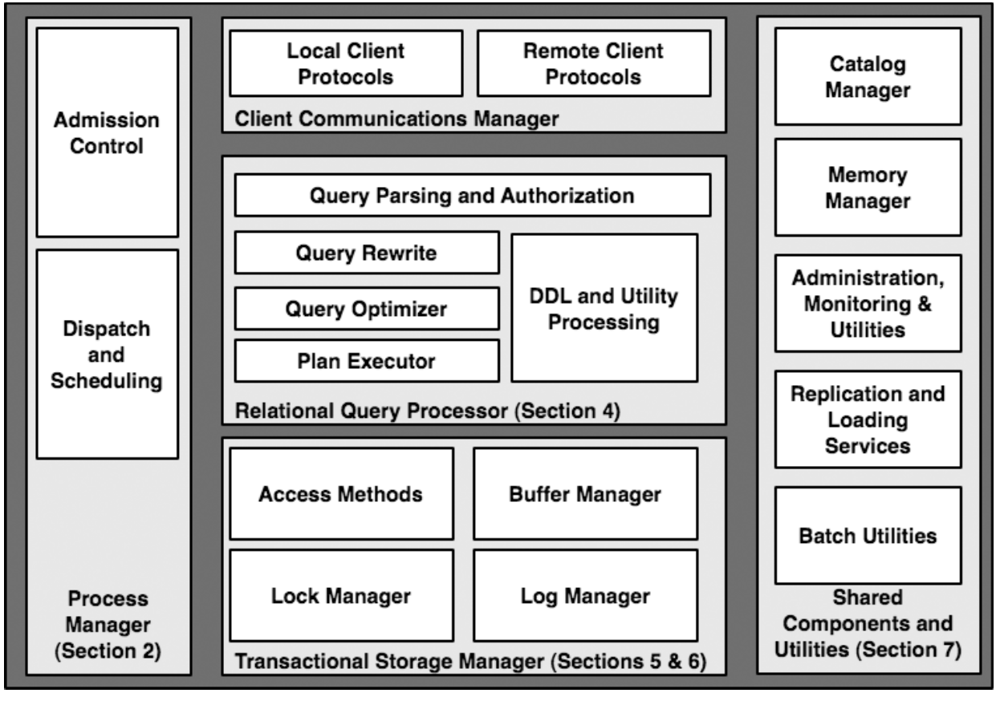 Admission
Control
Dispatch
and
Scheduling
Process
Manager
(Section 2)
Local Client
Protocols
Remote Client
Protocols
Client Communications Manager
Query Parsing and Authorization
Query Rewrite
Query Optimizer
Plan Executor
DDL and Utility
Processing
Relational Query Processor (Section 4)
Access Methods
Buffer Manager
Lock Manager
Log Manager
Transactional Storage Manager (Sections 5 & 6)
Catalog
Manager
Memory
Manager
Administration,
Monitoring &
Utilities
Replication and
Loading
Services
Batch Utilities
Shared
Components and
Utilities (Section 7)